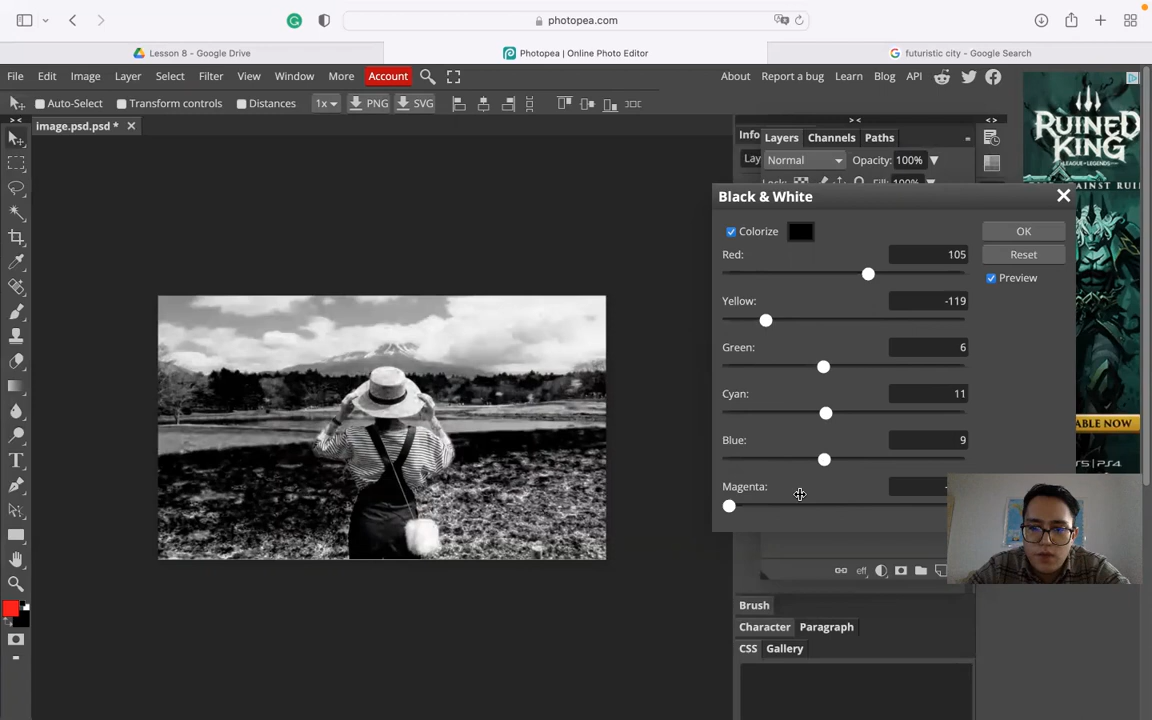 photopea.com
Lesson 8 - Google Drive
Photopea | Online Photo Editor
futuristic city - Google Search
File Edit Image Layer Select Filter View Window More Account
About Report a bug Learn Blog API
Auto-Select Transform controls Distances 1x PNG SVG
image.psd.psd *
Info
Lay
Layers Channels Paths
Normal Opacity: 100%
Lock: Fill: 100%
Black & White
Colorize
OK
Red: 105
Reset
Preview
Yellow: -119
Green: 6
Cyan: 11
Blue: 9
Magenta:
eff
Brush
Character Paragraph
CSS Gallery
RUINED
KING
LEAGUE OF LEGENDS
AGAINST RUI
ABLE NOW
PS4